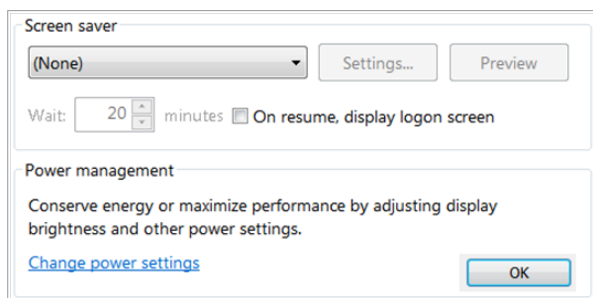 Screen saver
(None) Settings... Preview
Wait: 20 minutes On resume, display logon screen
Power management
Conserve energy or maximize performance by adjusting display
brightness and other power settings.
Change power settings
OK